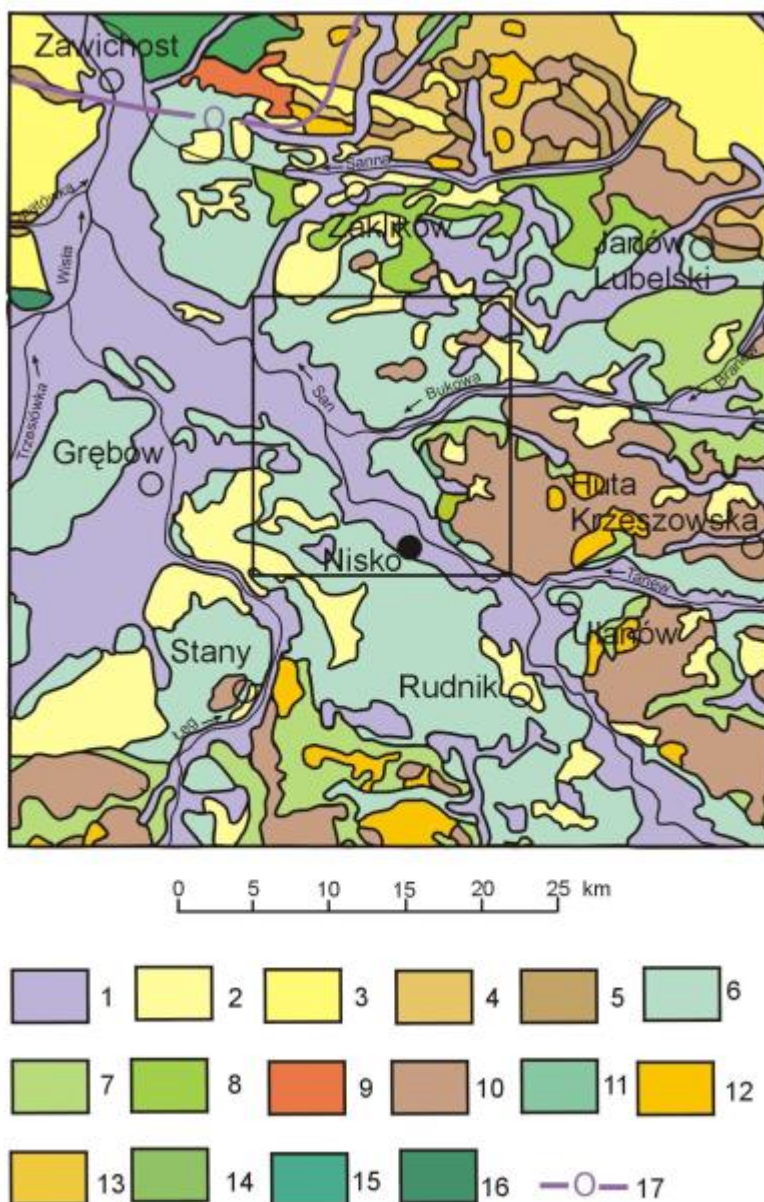 Zawichost
O
Sanna
Zaklików
Wisła
Janów
Lubelski
San
Bukowa
Branew
Trzesiówka
Grębów
Huta
Krzeszowska
Nisko
Tanew
Ulanów
Stany
Rudnik
Łęg
0 5 10 15 20 25 km
1 2 3 4 5 6
7 8 9 10 11 12
13 14 15 16 O 17